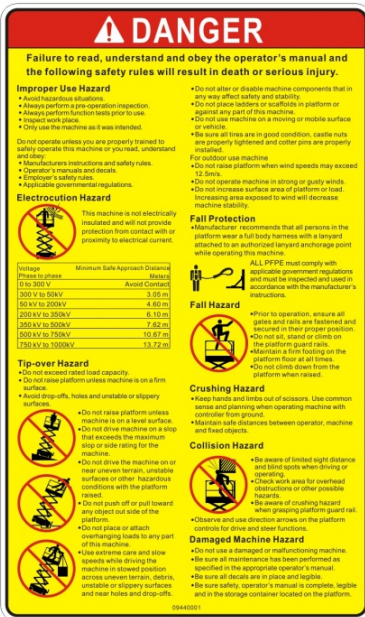 DANGER
Failure to read, understand and obey the operator's manual and
the following safety rules will result in death or serious injury.
Improper Use Hazard
• Avoid hazardous situations.
• Always perform a pre-operation inspection.
• Always perform function tests prior to use.
• Inspect work place.
• Only use the machine as it was intended.
Do not operate unless you are properly trained to
safely operate this machine or you read, understand
and obey:
• Manufacturers instructions and safety rules.
• Operator's manuals and decals.
• Employer's safety rules.
• Applicable governmental regulations.
Electrocution Hazard
This machine is not electrically
insulated and will not provide
protection from contact with or
proximity to electrical current.
Voltage Minimum Safe Approach Distance
Phase to phase Meters
0 to 300 V Avoid Contact
300 V to 50kV 3.05 m
50 kV to 200kV 4.60 m
200 kV to 350kV 6.10 m
350 kV to 500kV 7.62 m
500 kV to 750kV 10.67 m
750 kV to 1000kV 13.72 m
Tip-over Hazard
• Do not exceed rated load capacity.
• Do not raise platform unless machine is on a firm
surface.
• Avoid drop-offs, holes and unstable or slippery
surfaces.
• Do not raise platform unless
machine is on a level surface.
• Do not drive machine on a slop
that exceeds the maximum
slop or side rating for the
machine.
• Do not drive the machine on or
near uneven terrain, unstable
surfaces or other hazardous
conditions with the platform
raised.
• Do not push off or pull toward
any object out side of the
platform.
• Do not place or attach
overhanging loads to any part
of this machine.
• Use extreme care and slow
speeds while driving the
machine in stowed position
across uneven terrain, debris,
unstable or slippery surfaces
and near holes and drop-offs.
• Do not alter or disable machine components that in
any way affect safety and stability.
• Do not place ladders or scaffolds in platform or
against any part of this machine.
• Do not use machine on a moving or mobile surface
or vehicle.
• Be sure all tires are in good condition, castle nuts
are properly tightened and cotter pins are properly
installed.
For outdoor use machine
• Do not raise platform when wind speeds may exceed
12.5m/s.
• Do not operate machine in strong or gusty winds.
• Do not increase surface area of platform or load.
Increasing area exposed to wind will decrease
machine stability.
Fall Protection
• Manufacturer recommends that all persons in the
platform wear a full body harness with a lanyard
attached to an authorized lanyard anchorage point
while operating this machine.
ALL PFPE must comply with
applicable government regulations
and must be inspected and used in
accordance with the manufacturer's
instructions.
Fall Hazard
• Prior to operation, ensure all
gates and rails are fastened and
secured in their proper position.
• Do not sit, stand or climb on
the platform guard rails.
• Maintain a firm footing on the
platform floor at all times.
• Do not climb down from the
platform when raised.
Crushing Hazard
• Keep hands and limbs out of scissors. Use common
sense and planning when operating machine with
controller from ground.
• Maintain safe distances between operator, machine
and fixed objects.
Collision Hazard
• Be aware of limited sight distance
and blind spots when driving or
operating.
• Check work area for overhead
obstructions or other possible
hazards.
• Be aware of crushing hazard
when grasping platform guard rail.
• Observe and use direction arrows on the platform
controls for drive and steer functions.
Damaged Machine Hazard
• Do not use a damaged or malfunctioning machine.
• Be sure all maintenance has been performed as
specified in the appropriate operator's manual.
• Be sure all decals are in place and legible.
• Be sure safety, operator's manual is complete, legible
and in the storage container located on the platform.
09440001